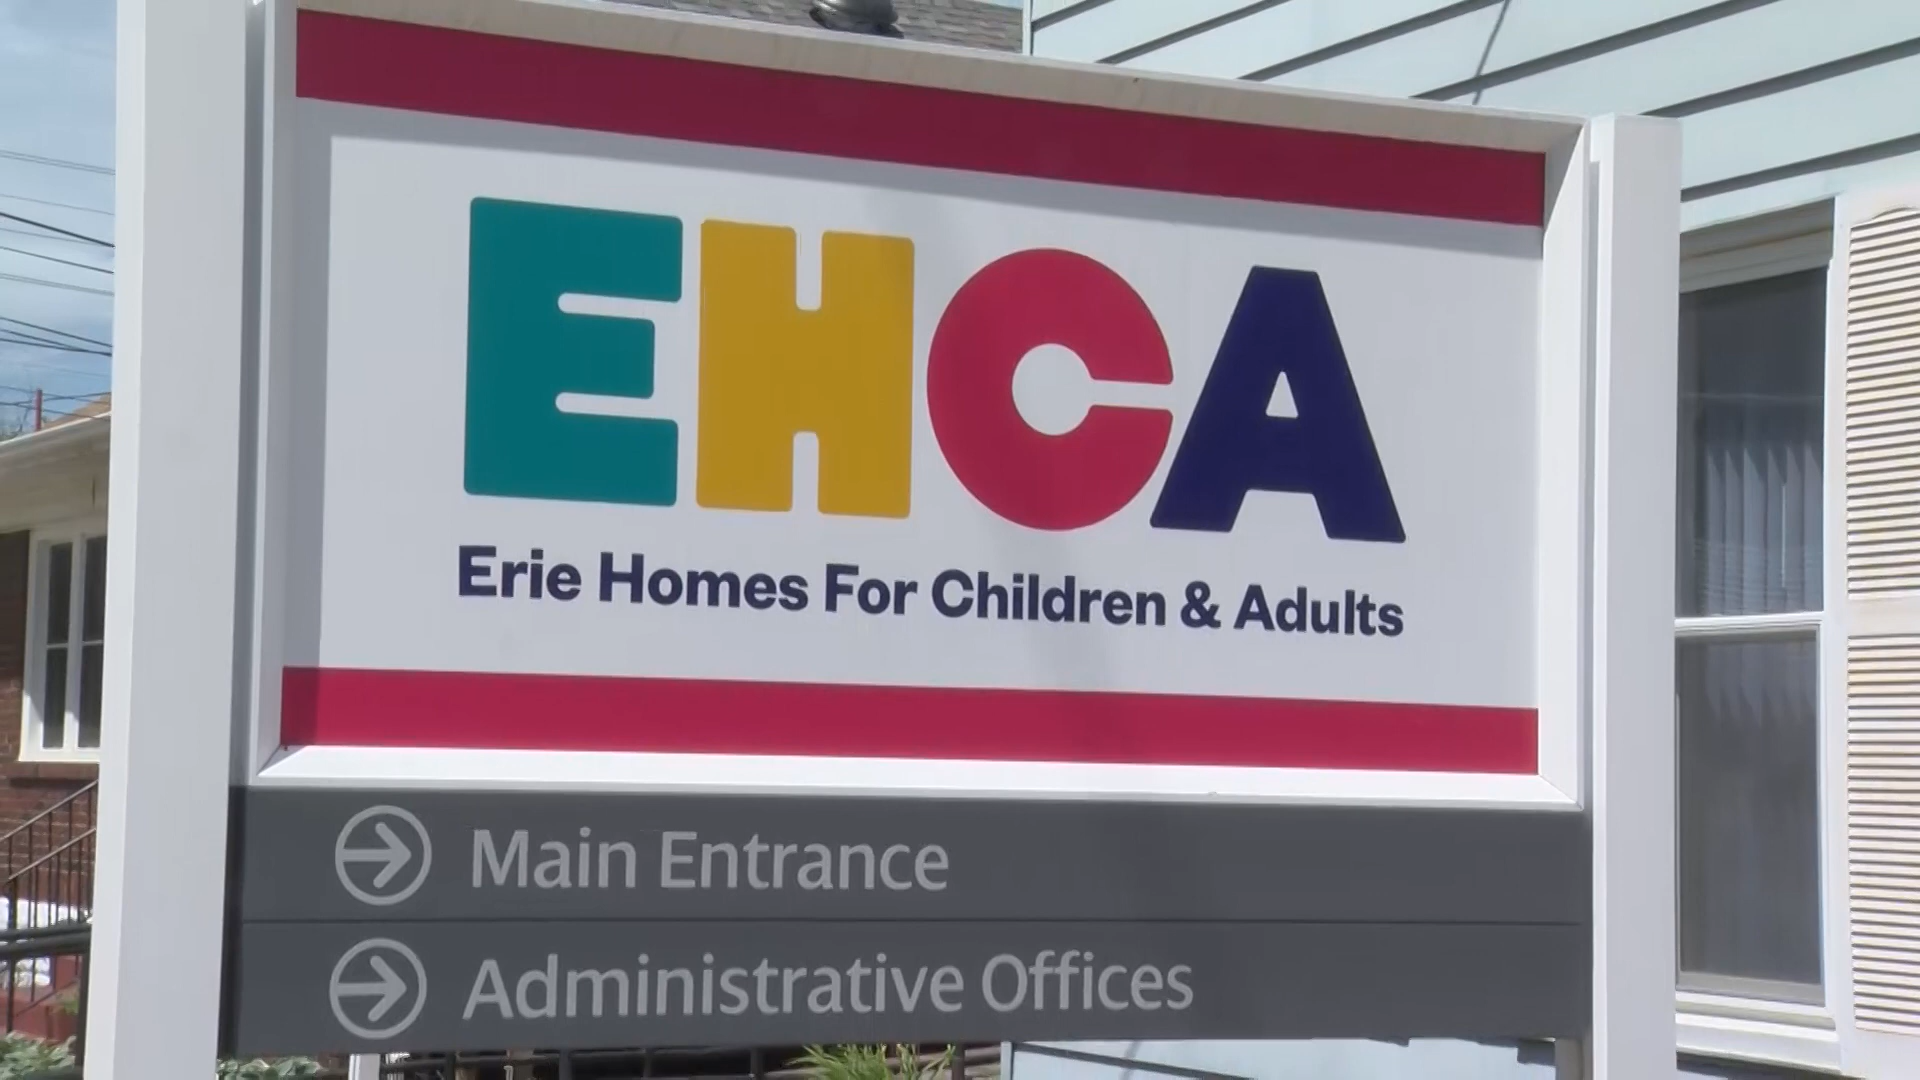 EHCA
Erie Homes For Children & Adults
Main Entrance
Administrative Offices